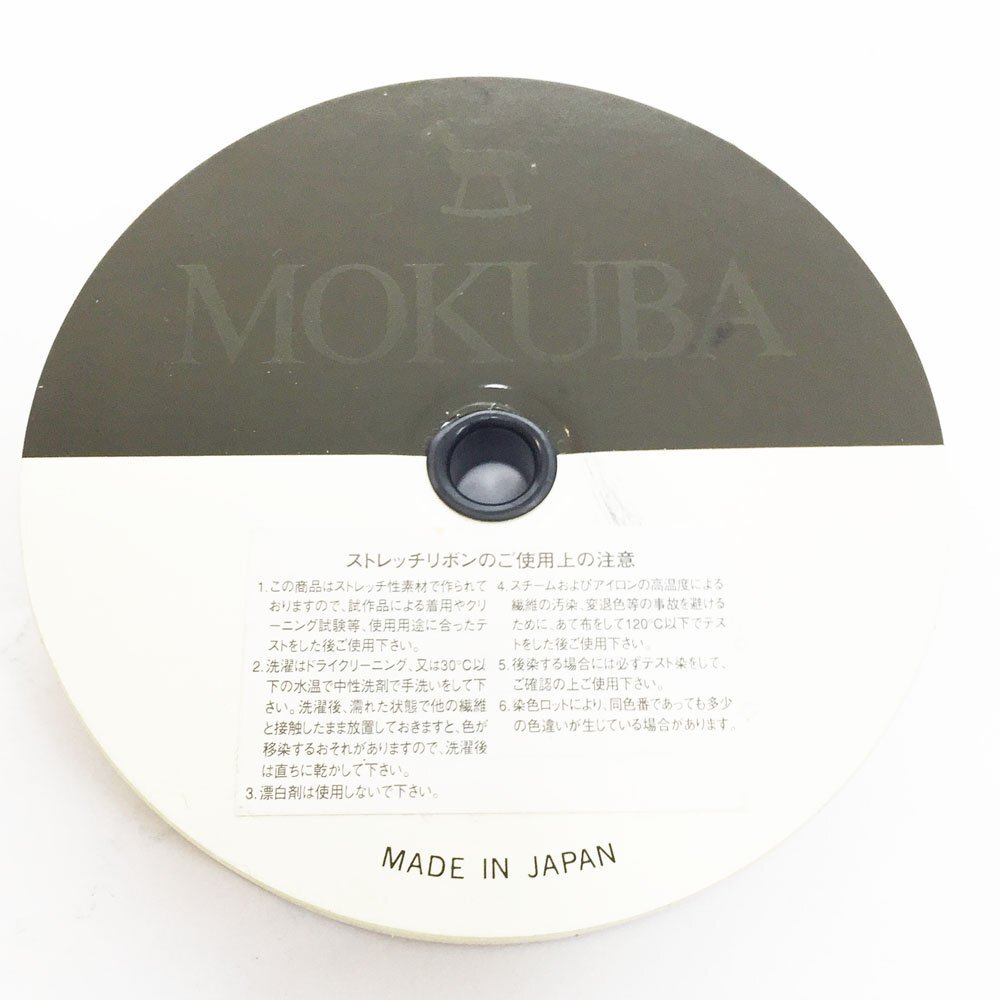 MOKUBA
ストレッチリボンのご使用上の注意
1. この商品はストレッチ性素材で作られて
おりますので、試作品による着用やクリ
ーニング試験等、使用用途に合ったテ
ストをした後ご使用下さい。
2. 洗濯はドライクリーニング、又は30°C以
下の水温で中性洗剤で手洗いをして下
さい。洗濯後、濡れた状態で他の繊維
と接触したまま放置しておきますと、色が
移染するおそれがありますので、洗濯後
は直ちに乾かして下さい。
3. 漂白剤は使用しないで下さい。
4. スチームおよびアイロンの高温度による
繊維の汚染、変退色等の事故を避ける
ために、あて布をして120°C以下でテス
トをした後ご使用下さい。
5. 後染する場合には必ずテスト染をして、
ご確認の上ご使用下さい。
6. 染色ロットにより、同色番であっても多少
の色違いが生じている場合があります。
MADE IN JAPAN